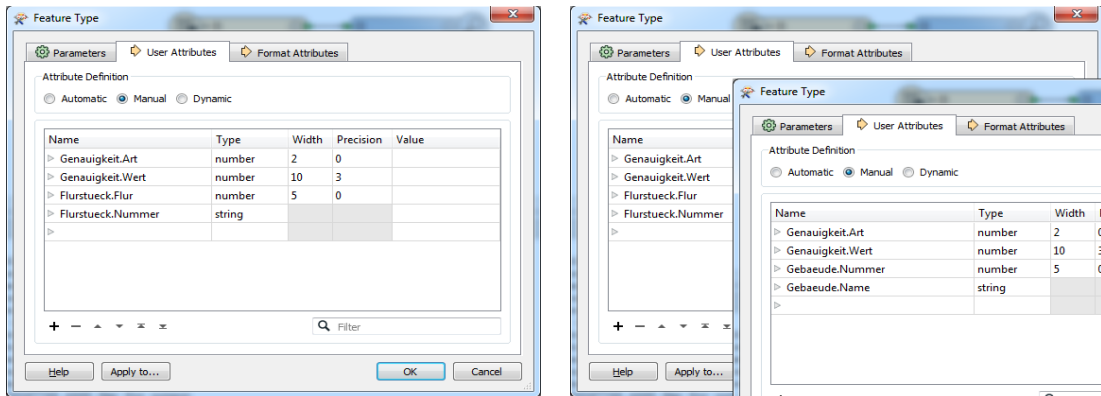 Feature Type
Parameters User Attributes Format Attributes
Attribute Definition
Automatic Manual Dynamic
Name Type Width Precision Value
Genauigkeit.Art number 2 0
Genauigkeit.Wert number 10 3
Flurstueck.Flur number 5 0
Flurstueck.Nummer string
Filter
Help Apply to... OK Cancel
Feature Type
Parameters User Attributes Format Attributes
Attribute Definition
Automatic Manual
Name
Genauigkeit.Art
Genauigkeit.Wert
Flurstueck.Flur
Flurstueck.Nummer
Help Apply to...
Feature Type
Parameters User Attributes Format Attributes
Attribute Definition
Automatic Manual Dynamic
Name Type Width
Genauigkeit.Art number 2
Genauigkeit.Wert number 10
Gebaeude.Nummer number 5
Gebaeude.Name string